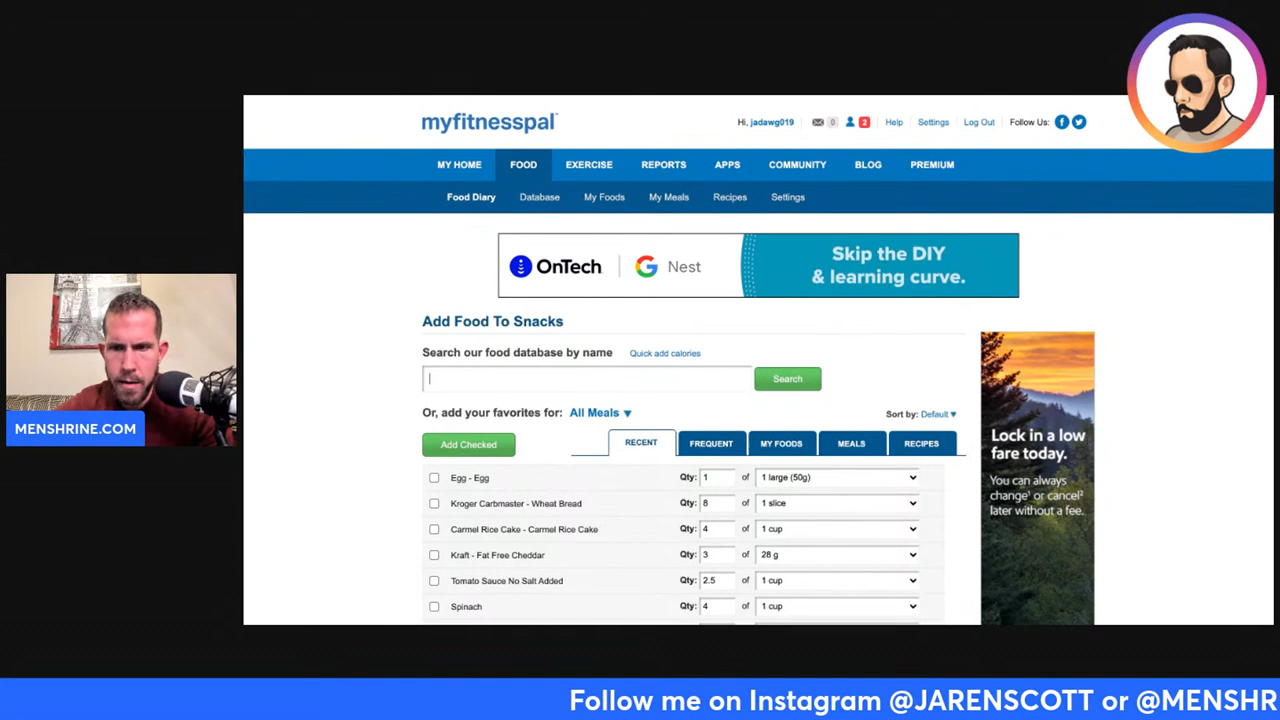 myfitnesspal
Hi, jadawg019 0 2 Help Settings Log Out Follow Us:
MY HOME FOOD EXERCISE REPORTS APPS COMMUNITY BLOG PREMIUM
Food Diary Database My Foods My Meals Recipes Settings
OnTech Nest
Skip the DIY
& learning curve.
Add Food To Snacks
Search our food database by name Quick add calories
Search
Or, add your favorites for: All Meals ▼ Sort by: Default ▼
Add Checked RECENT FREQUENT MY FOODS MEALS RECIPES
Egg - Egg Qty: 1 of 1 large (50g)
Kroger Carbmaster - Wheat Bread Qty: 8 of 1 slice
Carmel Rice Cake - Carmel Rice Cake Qty: 4 of 1 cup
Kraft - Fat Free Cheddar Qty: 3 of 28 g
Tomato Sauce No Salt Added Qty: 2.5 of 1 cup
Spinach Qty: 4 of 1 cup
Lock in a low
fare today.
You can always
change¹ or cancel²
later without a fee.
MENSHRINE.COM
Follow me on Instagram @JARENSCOTT or @MENSHR